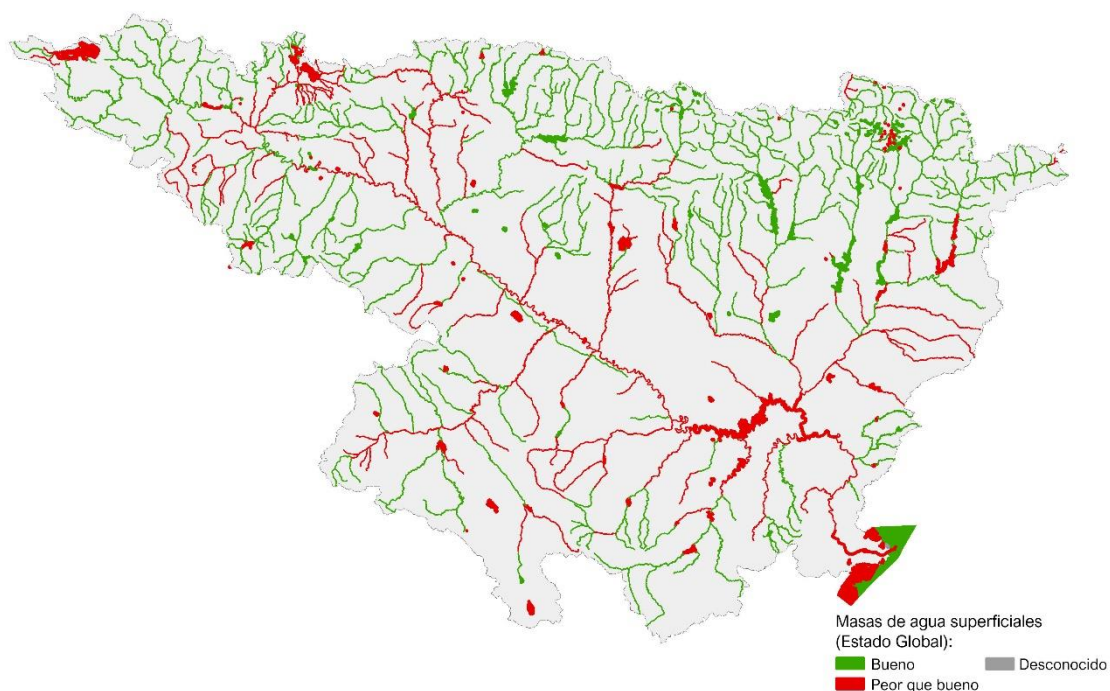 Masas de agua superficiales
(Estado Global):
Bueno
Desconocido
Peor que bueno